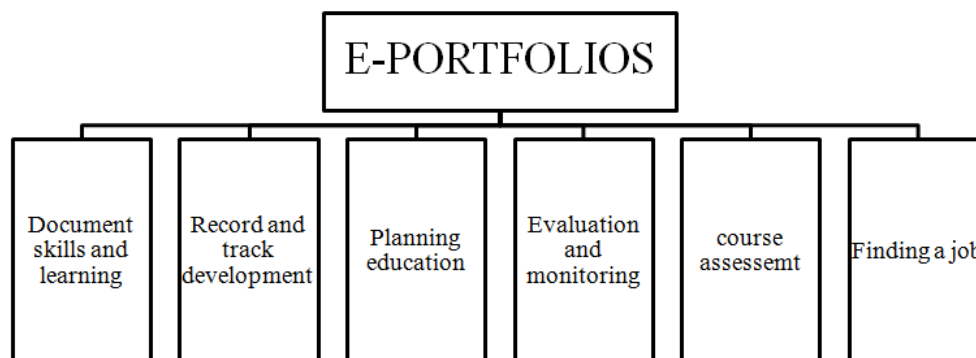 E-PORTFOLIOS
Document
skills and
learning
Record and
track
development
Planning
education
Evaluation
and
monitoring
course
assessemt
Finding a job